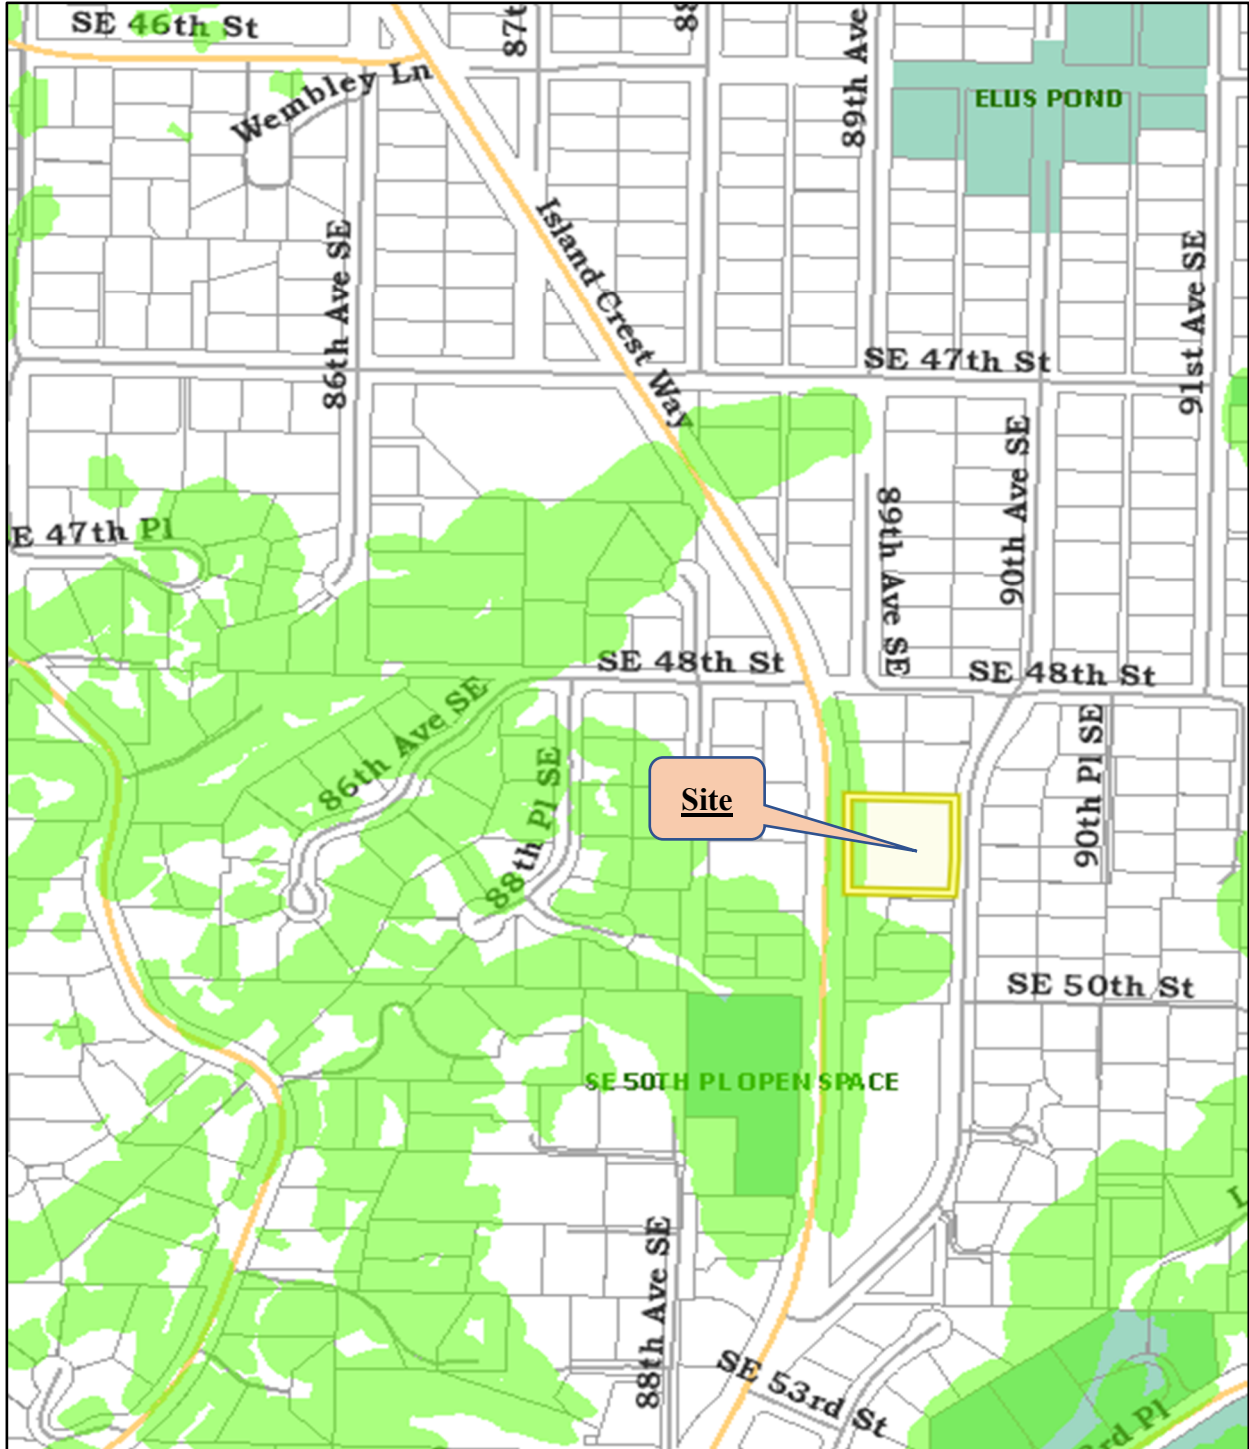 SE 46th St
87t
88
89th Ave
ELLIS POND
Wembley Ln
86th Ave SE
Island Crest Way
91st Ave SE
SE 47th St
E 47th Pl
89th Ave SE
90th Ave SE
SE 48th St
SE 48th St
86th Ave SE
88th Pl SE
Site
90th Pl SE
SE 50th St
SE 50TH PL OPEN SPACE
88th Ave SE
SE 53rd St
3rd Pl